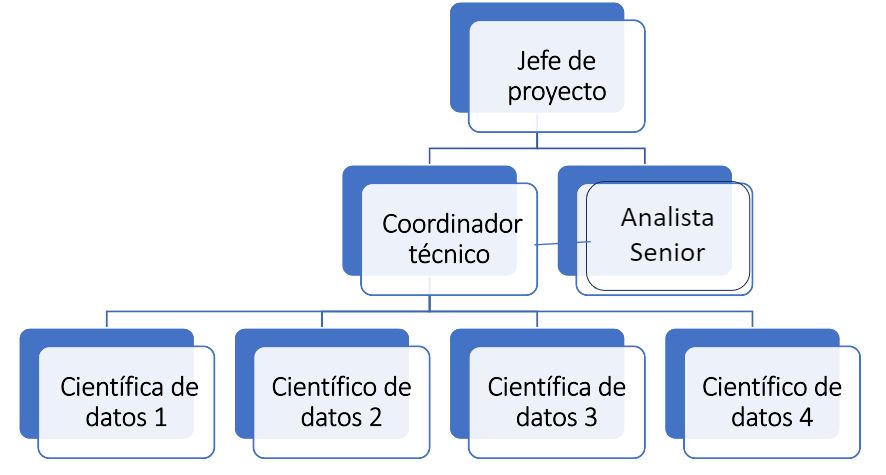 Jefe de
proyecto
Coordinador
técnico
Analista
Senior
Científica de
datos 1
Científico de
datos 2
Científica de
datos 3
Científico de
datos 4